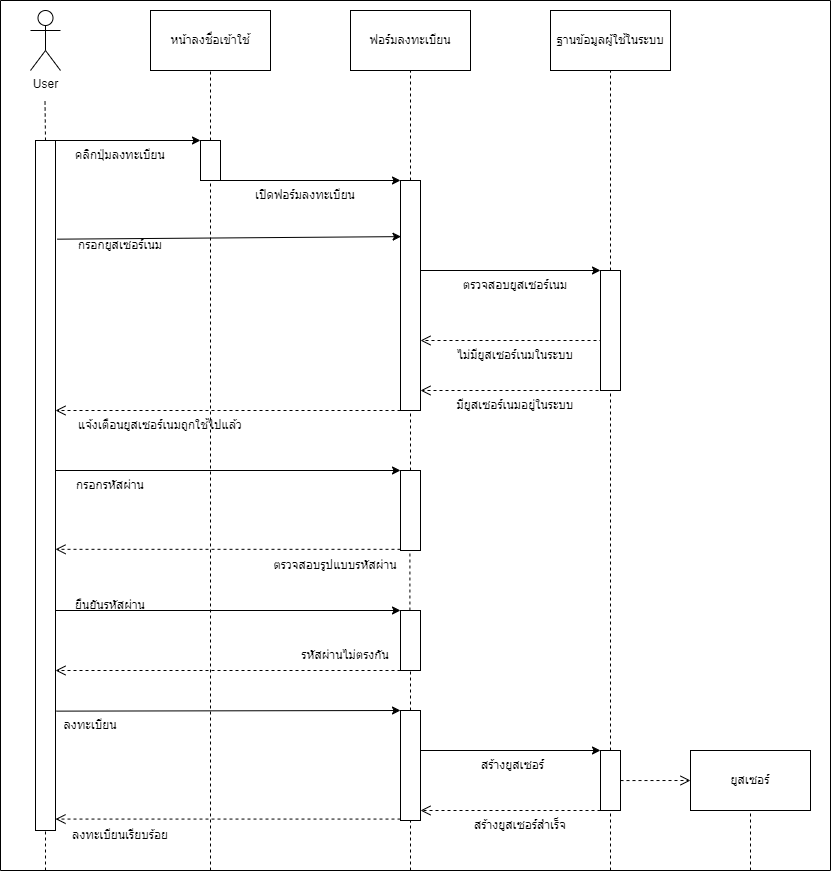 หน้าลงชื่อเข้าใช้
ฟอร์มลงทะเบียน
ฐานข้อมูลผู้ใช้ในระบบ
User
คลิกปุ่มลงทะเบียน
เปิดฟอร์มลงทะเบียน
กรอกยูสเซอร์เนม
ตรวจสอบยูสเซอร์เนม
ไม่มียูสเซอร์เนมในระบบ
มียูสเซอร์เนมอยู่ในระบบ
แจ้งเตือนยูสเซอร์เนมถูกใช้ไปแล้ว
กรอกรหัสผ่าน
ตรวจสอบรูปแบบรหัสผ่าน
ยืนยันรหัสผ่าน
รหัสผ่านไม่ตรงกัน
ลงทะเบียน
สร้างยูสเซอร์
ยูสเซอร์
สร้างยูสเซอร์สำเร็จ
ลงทะเบียนเรียบร้อย